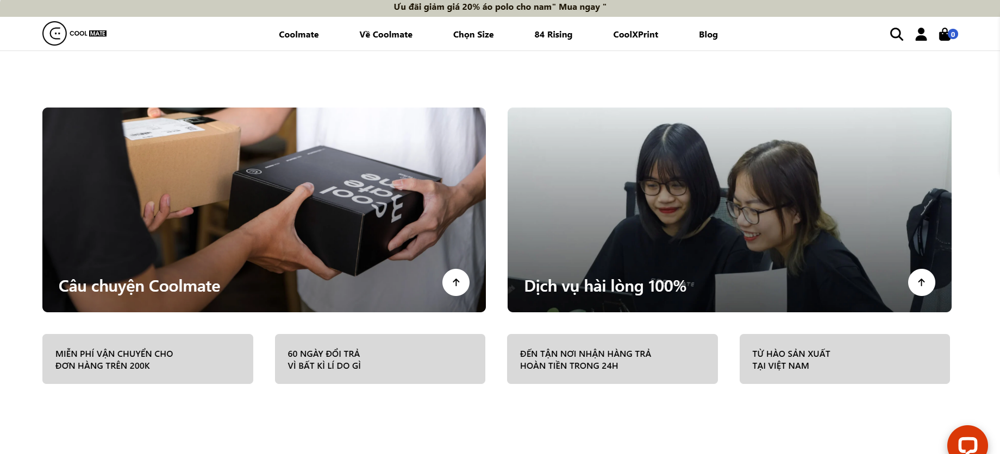 Ưu đãi giảm giá 20% áo polo cho nam" Mua ngay "
COOL MATE
Coolmate
Về Coolmate
Chọn Size
84 Rising
CoolXPrint
Blog
0
cool
mate
me
Câu chuyện Coolmate
Dịch vụ hài lòng 100%
MIỄN PHÍ VẬN CHUYỂN CHO
ĐƠN HÀNG TRÊN 200K
60 NGÀY ĐỔI TRẢ
VÌ BẤT KÌ LÍ DO GÌ
ĐẾN TẬN NƠI NHẬN HÀNG TRẢ
HOÀN TIỀN TRONG 24H
TỪ HÀO SẢN XUẤT
TẠI VIỆT NAM